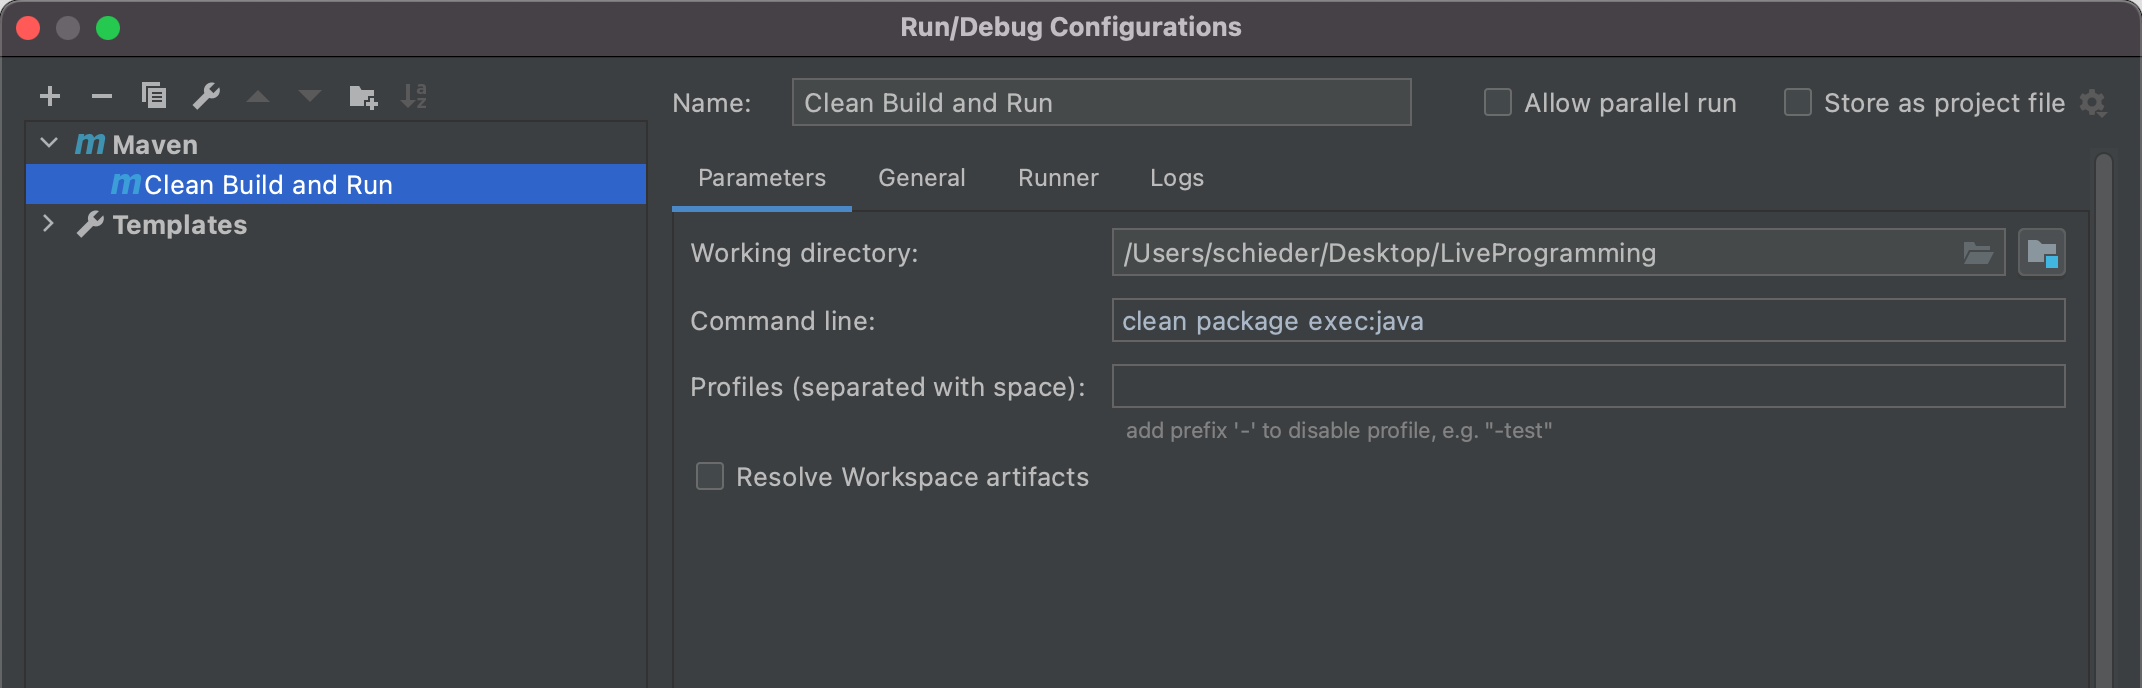 Run/Debug Configurations
Name: Clean Build and Run Allow parallel run Store as project file
Maven
Clean Build and Run
Templates
Parameters General Runner Logs
Working directory: /Users/schieder/Desktop/LiveProgramming
Command line: clean package exec:java
Profiles (separated with space):
add prefix '-' to disable profile, e.g. "-test"
Resolve Workspace artifacts